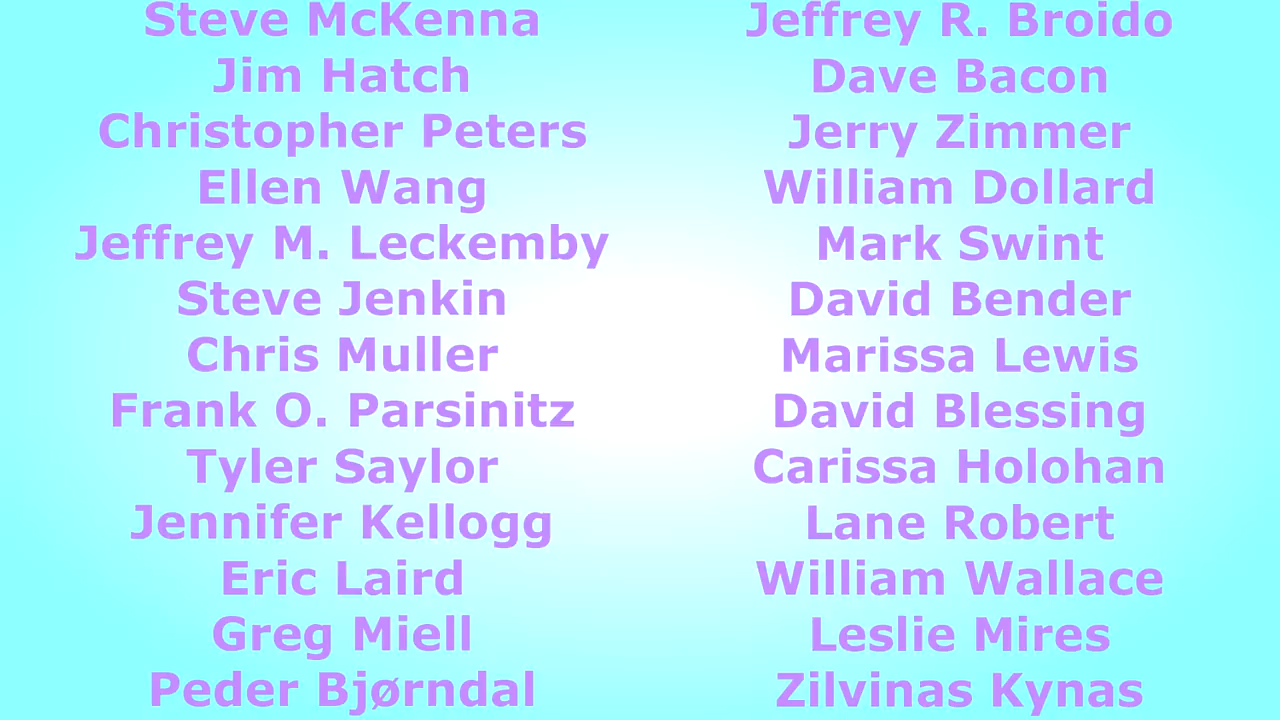 Steve McKenna
Jim Hatch
Christopher Peters
Ellen Wang
Jeffrey M. Leckemby
Steve Jenkin
Chris Muller
Frank O. Parsinitz
Tyler Saylor
Jennifer Kellogg
Eric Laird
Greg Miell
Peder Bjørndal
Jeffrey R. Broido
Dave Bacon
Jerry Zimmer
William Dollard
Mark Swint
David Bender
Marissa Lewis
David Blessing
Carissa Holohan
Lane Robert
William Wallace
Leslie Mires
Zilvinas Kynas